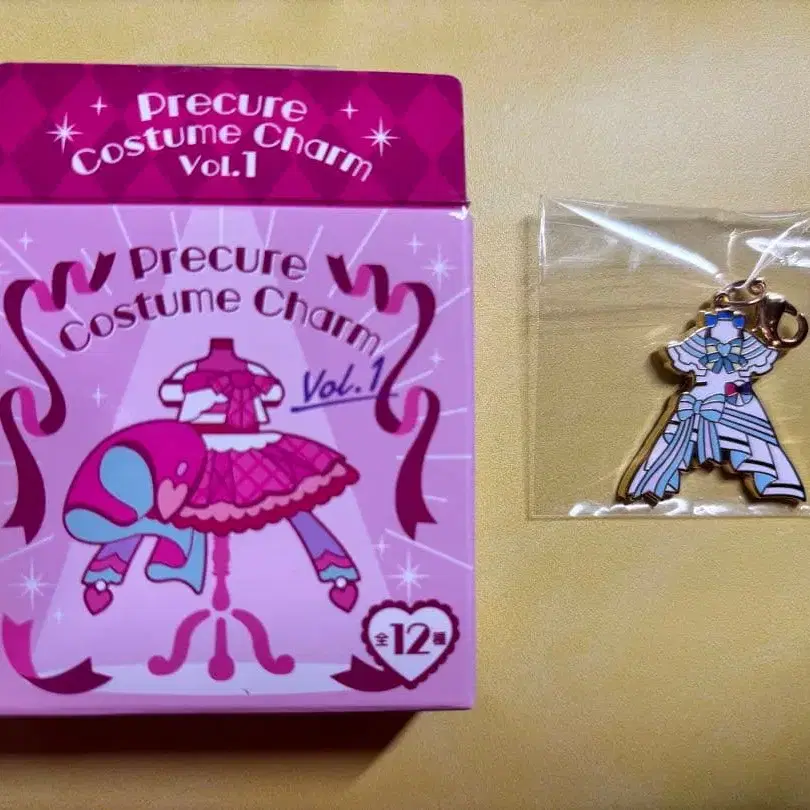 Precure
Costume Charm
Vol.1
Precure
Costume Charm
Vol.1
全12種